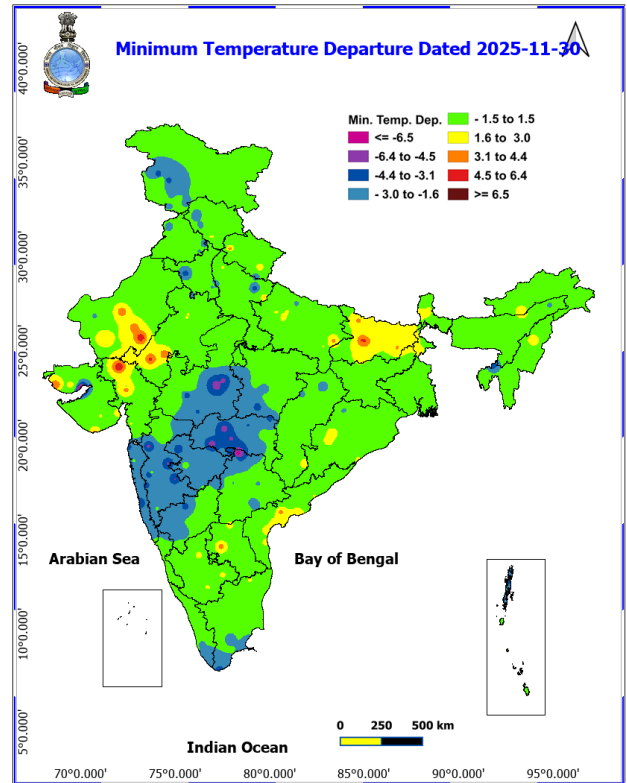 Minimum Temperature Departure Dated 2025-11-30
Min. Temp. Dep.
<= -6.5
-6.4 to -4.5
-4.4 to -3.1
- 3.0 to -1.6
- 1.5 to 1.5
1.6 to 3.0
3.1 to 4.4
4.5 to 6.4
>= 6.5
40°0.000'
35°0.000'
30°0.000'
25°0.000'
20°0.000'
15°0.000'
10°0.000'
5°0.000'
Arabian Sea
Bay of Bengal
Indian Ocean
0 250 500 km
70°0.000' 75°0.000' 80°0.000' 85°0.000' 90°0.000' 95°0.000'